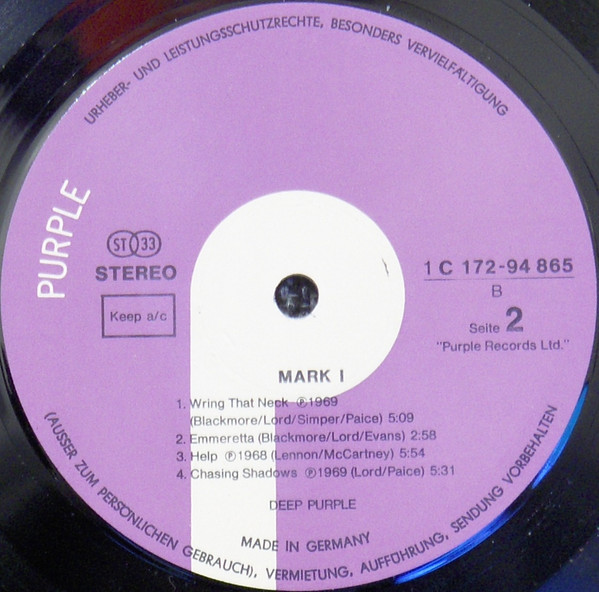 URHEBER- UND LEISTUNGSSCHUTZRECHTE, BESONDERS VERVIELFÄLTIGUNG
PURPLE
ST 33
STEREO
Keep a/c
1 C 172-94 865
B
Seite 2
"Purple Records Ltd."
MARK I
1. Wring That Neck ℗1969
(Blackmore/Lord/Simper/Paice) 5:09
2. Emmeretta (Blackmore/Lord/Evans) 2:58
3. Help ℗1968 (Lennon/McCartney) 5:54
4. Chasing Shadows ℗1969 (Lord/Paice) 5:31
DEEP PURPLE
MADE IN GERMANY
(AUSSER ZUM PERSÖNLICHEN GEBRAUCH), VERMIETUNG, AUFFÜHRUNG, SENDUNG VORBEHALTEN